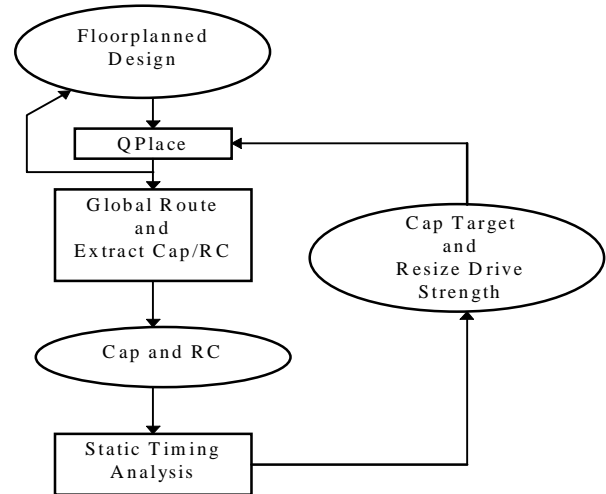 Floorplanned
Design
QPlace
Global Route
and
Extract Cap/RC
Cap Target
and
Resize Drive
Strength
Cap and RC
Static Timing
Analysis